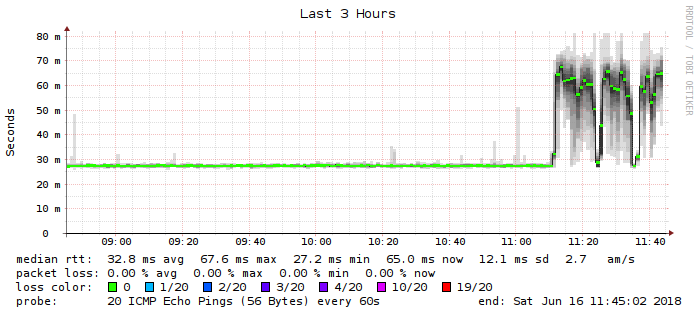 Last 3 Hours
RRDTOOL / TOBI OETIKER
Seconds
80 m
70 m
60 m
50 m
40 m
30 m
20 m
10 m
0
09:00 09:20 09:40 10:00 10:20 10:40 11:00 11:20 11:40
median rtt: 32.8 ms avg 67.6 ms max 27.2 ms min 65.0 ms now 12.1 ms sd 2.7 am/s
packet loss: 0.00 % avg 0.00 % max 0.00 % min 0.00 % now
loss color: 0 1/20 2/20 3/20 4/20 10/20 19/20
probe: 20 ICMP Echo Pings (56 Bytes) every 60s end: Sat Jun 16 11:45:02 2018